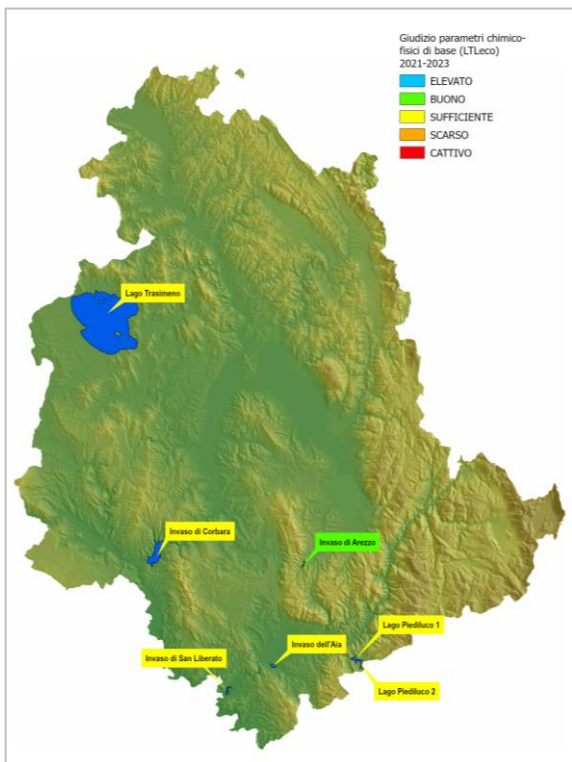 Giudizio parametri chimico-
fisici di base (LTLeco)
2021-2023
ELEVATO
BUONO
SUFFICIENTE
SCARSO
CATTIVO
Lago Trasimeno
Invaso di Corbara
Invaso di Arezzo
Lago Piediluco 1
Invaso dell'Aia
Invaso di San Liberato
Lago Piediluco 2